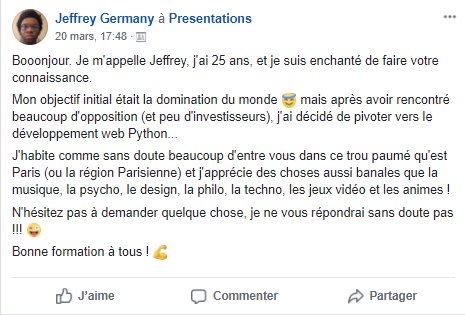 Jeffrey Germany à Presentations
20 mars, 17:48 ·
Booonjour. Je m'appelle Jeffrey, j'ai 25 ans, et je suis enchanté de faire votre
connaissance.
Mon objectif initial était la domination du monde 😇 mais après avoir rencontré
beaucoup d'opposition (et peu d'investisseurs), j'ai décidé de pivoter vers le
développement web Python...
J'habite comme sans doute beaucoup d'entre vous dans ce trou paumé qu'est
Paris (ou la région Parisienne) et j'apprécie des choses aussi banales que la
musique, la psycho, le design, la philo, la techno, les jeux vidéo et les animes !
N'hésitez pas à demander quelque chose, je ne vous répondrai sans doute pas
!!! 😜
Bonne formation à tous ! 💪
J'aime Commenter Partager